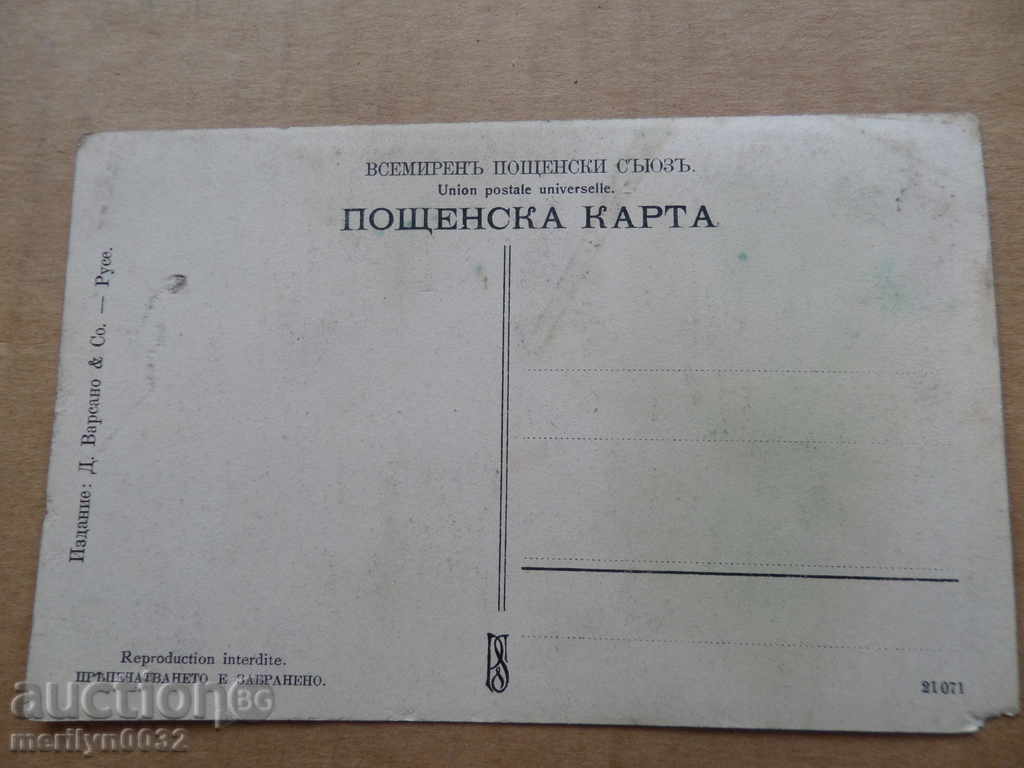 ВСЕМИРЕНЪ ПОЩЕНСКИ СЪЮЗЪ.
Union postale universelle.
ПОЩЕНСКА КАРТА
Издание: Д. Варсано & Co. — Русе.
Reproduction interdite.
ПРѢПЕЧАТВАНЕТО Е ЗАБРАНЕНО.
21071
auction BG
merilyn0032